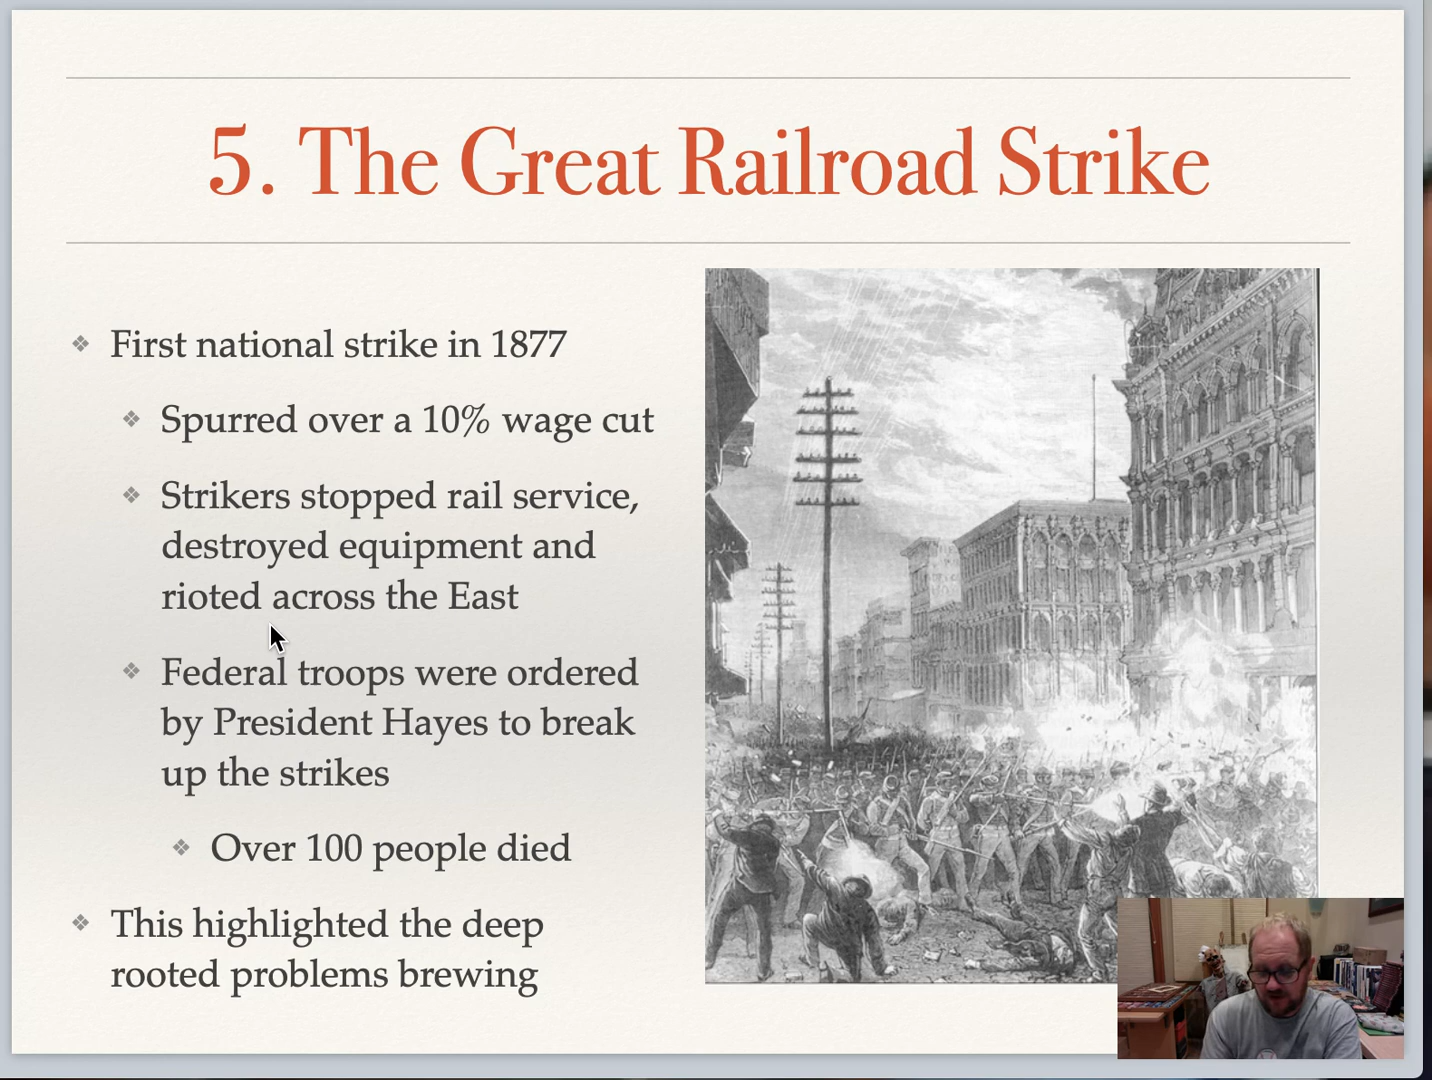 5. The Great Railroad Strike
First national strike in 1877
Spurred over a 10% wage cut
Strikers stopped rail service,
destroyed equipment and
rioted across the East
Federal troops were ordered
by President Hayes to break
up the strikes
Over 100 people died
This highlighted the deep
rooted problems brewing